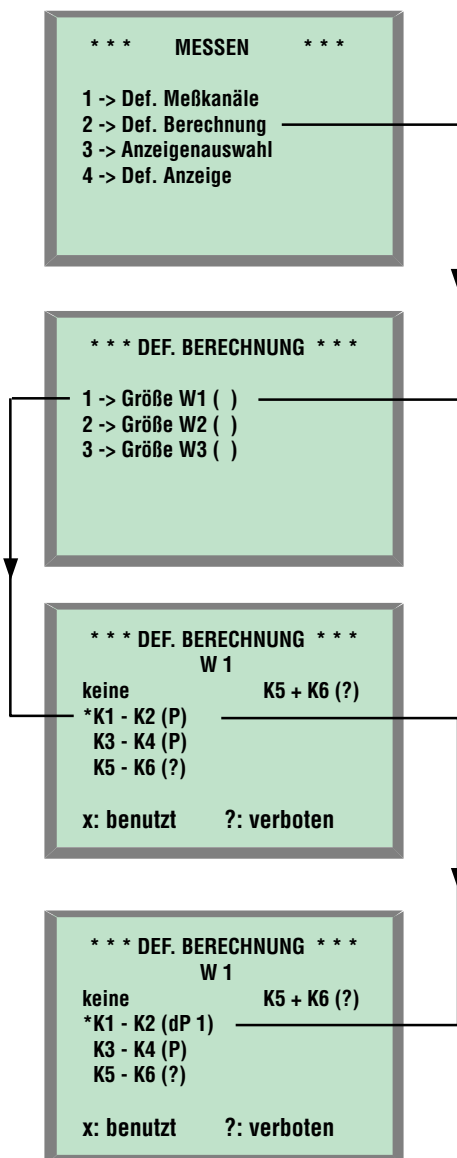 * * * MESSEN * * *
1 -> Def. Meßkanäle
2 -> Def. Berechnung
3 -> Anzeigenauswahl
4 -> Def. Anzeige
* * * DEF. BERECHNUNG * * *
1 -> Größe W1 ( )
2 -> Größe W2 ( )
3 -> Größe W3 ( )
* * * DEF. BERECHNUNG * * *
W 1
keine K5 + K6 (?)
*K1 - K2 (P)
K3 - K4 (P)
K5 - K6 (?)
x: benutzt ?: verboten
* * * DEF. BERECHNUNG * * *
W 1
keine K5 + K6 (?)
*K1 - K2 (dP 1)
K3 - K4 (P)
K5 - K6 (?)
x: benutzt ?: verboten